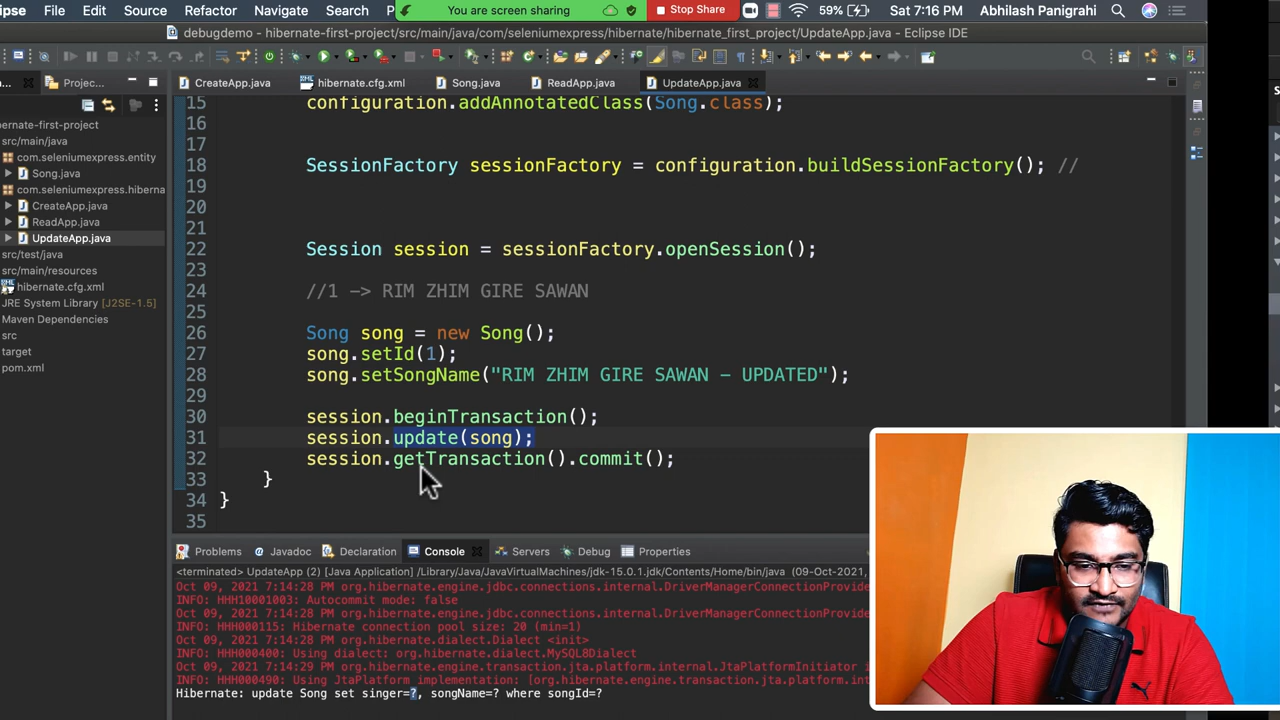 ipse File Edit Source Refactor Navigate Search P You are screen sharing Stop Share 59% Sat 7:16 PM Abhilash Panigrahi
debugdemo - hibernate-first-project/src/main/java/com/seleniumexpress/hibernate/hibernate_first_project/UpdateApp.java - Eclipse IDE
... Projec... CreateApp.java hibernate.cfg.xml Song.java ReadApp.java UpdateApp.java
bernate-first-project
src/main/java
com.seleniumexpress.entity
Song.java
com.seleniumexpress.hiberna
CreateApp.java
ReadApp.java
UpdateApp.java
src/test/java
src/main/resources
hibernate.cfg.xml
JRE System Library [J2SE-1.5]
Maven Dependencies
src
target
pom.xml
15 configuration.addAnnotatedClass(Song.class);
16
17
18 SessionFactory sessionFactory = configuration.buildSessionFactory(); //
19
20
21
22 Session session = sessionFactory.openSession();
23
24 //1 -> RIM ZHIM GIRE SAWAN
25
26 Song song = new Song();
27 song.setId(1);
28 song.setSongName("RIM ZHIM GIRE SAWAN - UPDATED");
29
30 session.beginTransaction();
31 session.update(song);
32 session.getTransaction().commit();
33 }
34 }
35
Problems Javadoc Declaration Console Servers Debug Properties
<terminated> UpdateApp (2) [Java Application] /Library/Java/JavaVirtualMachines/jdk-15.0.1.jdk/Contents/Home/bin/java (09-Oct-2021,
Oct 09, 2021 7:14:28 PM org.hibernate.engine.jdbc.connections.internal.DriverManagerConnectionProvide
INFO: HHH10001003: Autocommit mode: false
Oct 09, 2021 7:14:28 PM org.hibernate.engine.jdbc.connections.internal.DriverManagerConnectionProvide
INFO: HHH000115: Hibernate connection pool size: 20 (min=1)
Oct 09, 2021 7:14:28 PM org.hibernate.dialect.Dialect <init>
INFO: HHH000400: Using dialect: org.hibernate.dialect.MySQL8Dialect
Oct 09, 2021 7:14:29 PM org.hibernate.engine.transaction.jta.platform.internal.JtaPlatformInitiator i
INFO: HHH000490: Using JtaPlatform implementation: [org.hibernate.engine.transaction.jta.platform.int
Hibernate: update Song set singer=?, songName=? where songId=?